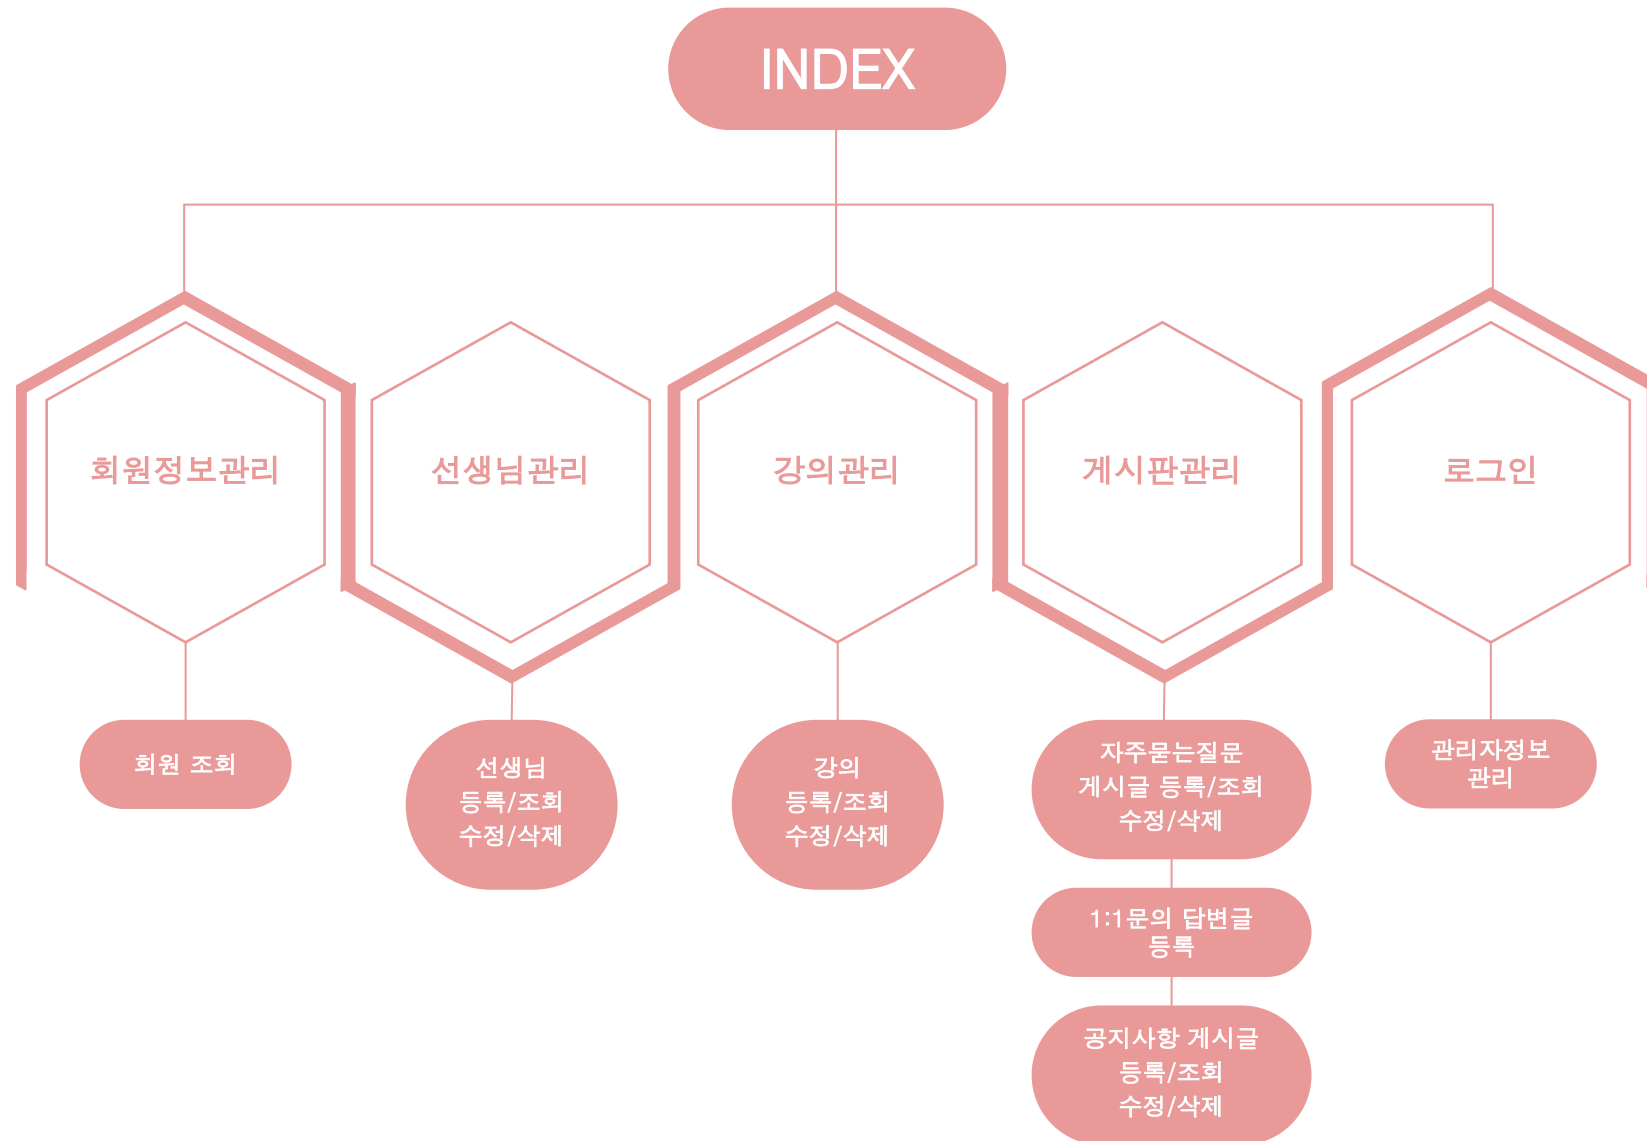 INDEX
회원정보관리
선생님관리
강의관리
게시판관리
로그인
회원 조회
선생님
등록/조회
수정/삭제
강의
등록/조회
수정/삭제
자주묻는질문
게시글 등록/조회
수정/삭제
관리자정보
관리
1:1문의 답변글
등록
공지사항 게시글
등록/조회
수정/삭제